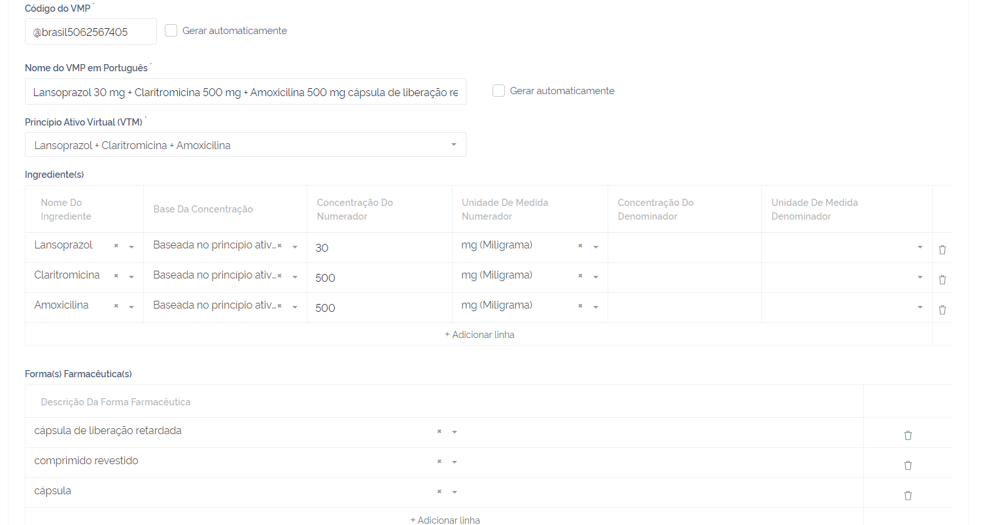 Código do VMP *
@brasil5062567405
Gerar automaticamente
Nome do VMP em Português *
Lansoprazol 30 mg + Claritromicina 500 mg + Amoxicilina 500 mg cápsula de liberação re
Gerar automaticamente
Princípio Ativo Virtual (VTM) *
Lansoprazol + Claritromicina + Amoxicilina
Ingrediente(s)
Nome Do Ingrediente Base Da Concentração Concentração Do Numerador Unidade De Medida Numerador Concentração Do Denominador Unidade De Medida Denominador
Lansoprazol × Baseada no princípio ativ...× 30 mg (Miligrama) ×
Claritromicina × Baseada no princípio ativ...× 500 mg (Miligrama) ×
Amoxicilina × Baseada no princípio ativ...× 500 mg (Miligrama) ×
+ Adicionar linha
Forma(s) Farmacêutica(s)
Descrição Da Forma Farmacêutica
cápsula de liberação retardada ×
comprimido revestido ×
cápsula ×
+ Adicionar linha